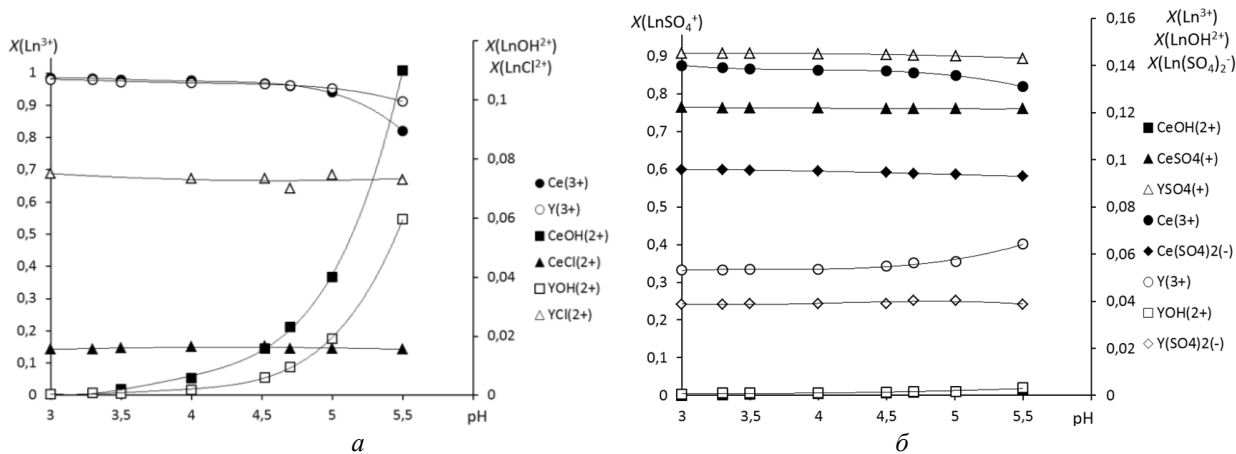 X(Ln³⁺)
X(LnOH²⁺)
X(LnCl²⁺)
1
0,9
0,8
0,7
0,6
0,5
0,4
0,3
0,2
0,1
0
0,1
0,08
0,06
0,04
0,02
0
3
3,5
4
4,5
5
5,5
pH
Ce(3+)
Y(3+)
CeOH(2+)
CeCl(2+)
YOH(2+)
YCl(2+)
а
X(LnSO₄⁺)
0,9
0,8
0,7
0,6
0,5
0,4
0,3
0,2
0,1
0
0,16
0,14
0,12
0,1
0,08
0,06
0,04
0,02
0
X(Ln³⁺)
X(LnOH²⁺)
X(Ln(SO₄)₂⁻)
3
3,5
4
4,5
5
5,5
pH
CeOH(2+)
CeSO4(+)
YSO4(+)
Ce(3+)
Ce(SO4)2(-)
Y(3+)
YOH(2+)
Y(SO4)2(-)
б